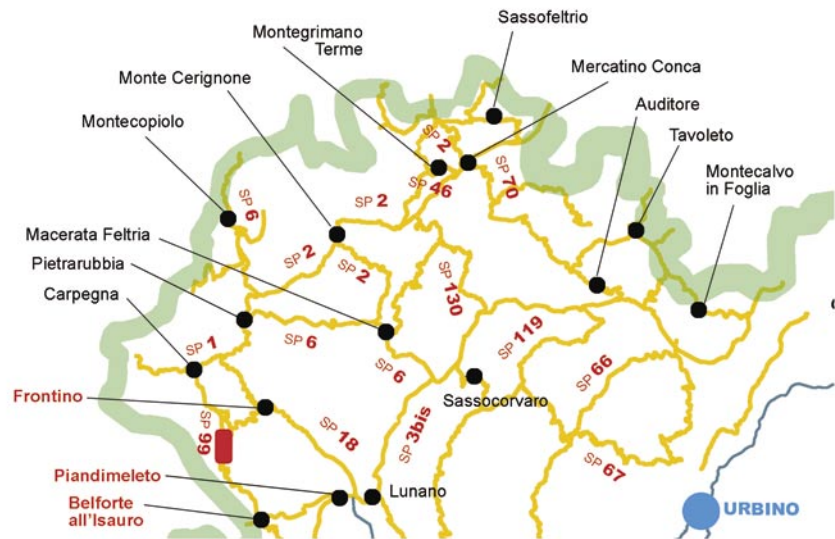 Sassofeltrio
Montegrimano
Terme
Mercatino Conca
Monte Cerignone
Auditore
Montecopiolo
Tavoleto
Montecalvo
in Foglia
SP 2
SP 46
SP 70
SP 6
SP 2
Macerata Feltria
SP 2
SP 2
Pietrarubbia
Carpegna
SP 130
SP 1
SP 6
SP 119
SP 6
SP 66
Sassocorvaro
Frontino
SP 99
SP 18
SP 3bis
SP 67
Piandimeleto
Lunano
Belforte
all'Isauro
URBINO